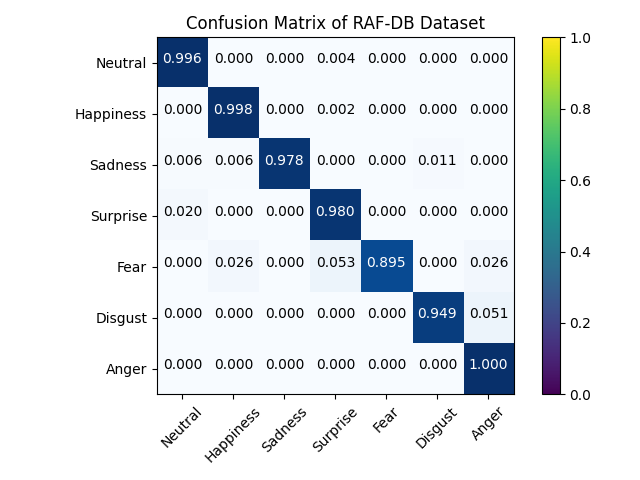 Confusion Matrix of RAF-DB Dataset
Neutral 0.996 0.000 0.000 0.004 0.000 0.000 0.000
Happiness 0.000 0.998 0.000 0.002 0.000 0.000 0.000
Sadness 0.006 0.006 0.978 0.000 0.000 0.011 0.000
Surprise 0.020 0.000 0.000 0.980 0.000 0.000 0.000
Fear 0.000 0.026 0.000 0.053 0.895 0.000 0.026
Disgust 0.000 0.000 0.000 0.000 0.000 0.949 0.051
Anger 0.000 0.000 0.000 0.000 0.000 0.000 1.000
Neutral Happiness Sadness Surprise Fear Disgust Anger
1.0
0.8
0.6
0.4
0.2
0.0